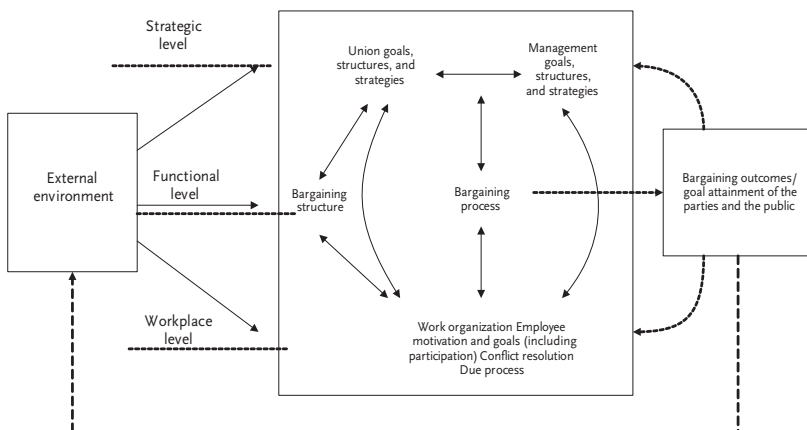 Strategic
level
Union goals,
structures, and
strategies
Management
goals,
structures,
and strategies
External
environment
Functional
level
Bargaining
structure
Bargaining
process
Bargaining outcomes/
goal attainment of the
parties and the public
Workplace
level
Work organization Employee
motivation and goals (including
participation) Conflict resolution
Due process